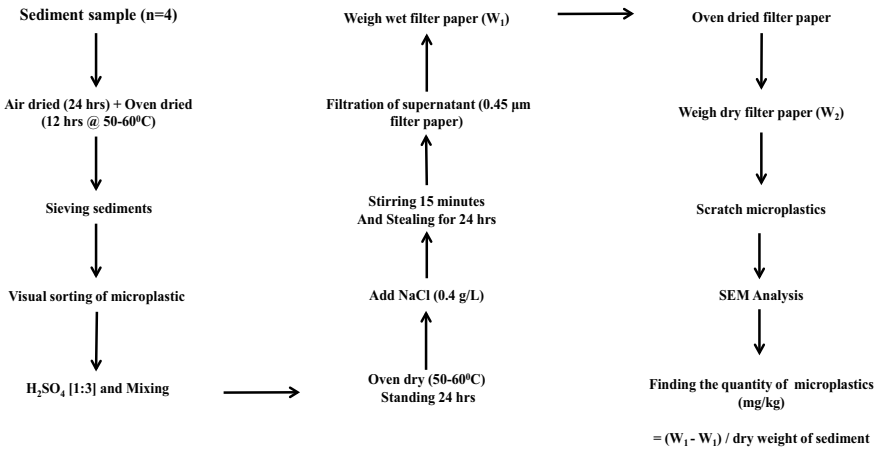 Sediment sample (n=4)
Air dried (24 hrs) + Oven dried
(12 hrs @ 50-60⁰C)
Sieving sediments
Visual sorting of microplastic
H₂SO₄ [1:3] and Mixing
Oven dry (50-60⁰C)
Standing 24 hrs
Add NaCl (0.4 g/L)
Stirring 15 minutes
And Stealing for 24 hrs
Filtration of supernatant (0.45 µm
filter paper)
Weigh wet filter paper (W₁)
Oven dried filter paper
Weigh dry filter paper (W₂)
Scratch microplastics
SEM Analysis
Finding the quantity of microplastics
(mg/kg)
= (W₁ - W₁) / dry weight of sediment